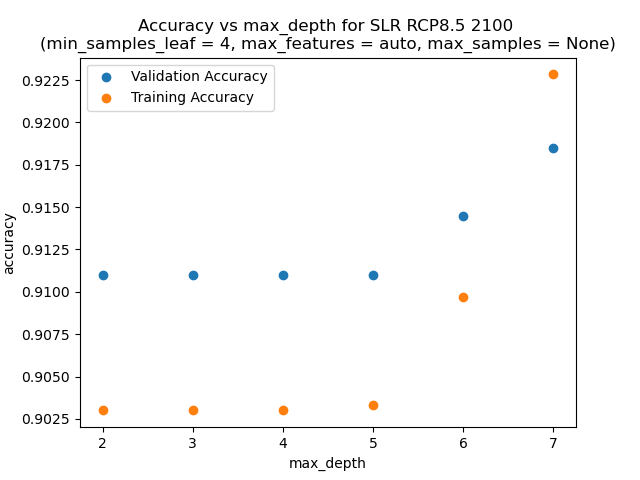 Accuracy vs max_depth for SLR RCP8.5 2100
(min_samples_leaf = 4, max_features = auto, max_samples = None)
Validation Accuracy
Training Accuracy
0.9225
0.9200
0.9175
0.9150
0.9125
0.9100
0.9075
0.9050
0.9025
accuracy
2 3 4 5 6 7
max_depth